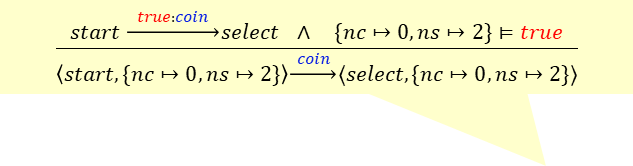 true:coin
start ⟶ select ∧ {nc ↦ 0, ns ↦ 2} ⊨ true
coin
⟨start, {nc ↦ 0, ns ↦ 2}⟩ ⟶ ⟨select, {nc ↦ 0, ns ↦ 2}⟩